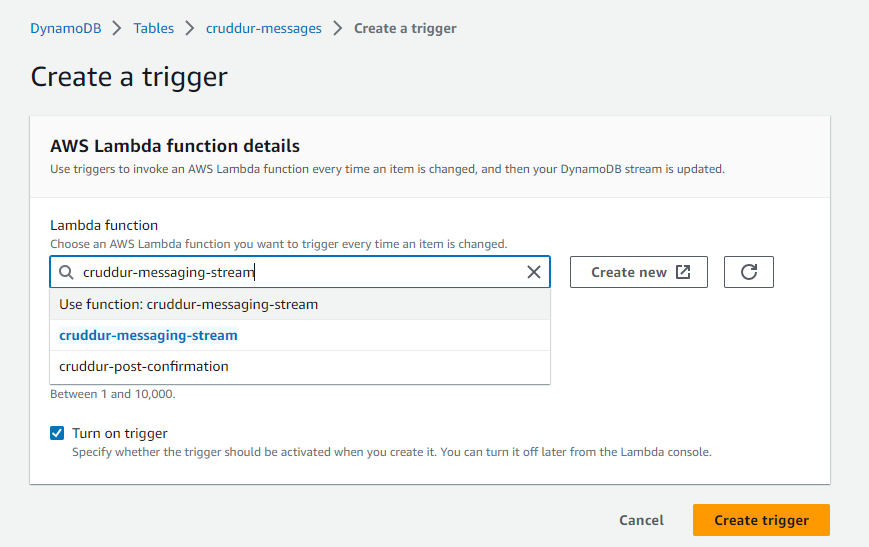 DynamoDB > Tables > cruddur-messages > Create a trigger
Create a trigger
AWS Lambda function details
Use triggers to invoke an AWS Lambda function every time an item is changed, and then your DynamoDB stream is updated.
Lambda function
Choose an AWS Lambda function you want to trigger every time an item is changed.
cruddur-messaging-stream
Create new
Use function: cruddur-messaging-stream
cruddur-messaging-stream
cruddur-post-confirmation
Between 1 and 10,000.
Turn on trigger
Specify whether the trigger should be activated when you create it. You can turn it off later from the Lambda console.
Cancel
Create trigger